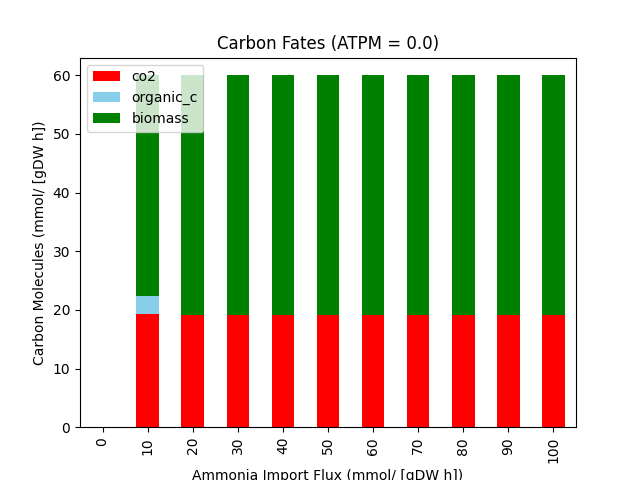 Carbon Fates (ATPM = 0.0)
co2
organic_c
biomass
Carbon Molecules (mmol/ [gDW h])
60
50
40
30
20
10
0
0 10 20 30 40 50 60 70 80 90 100
Ammonia Import Flux (mmol/ [gDW h])